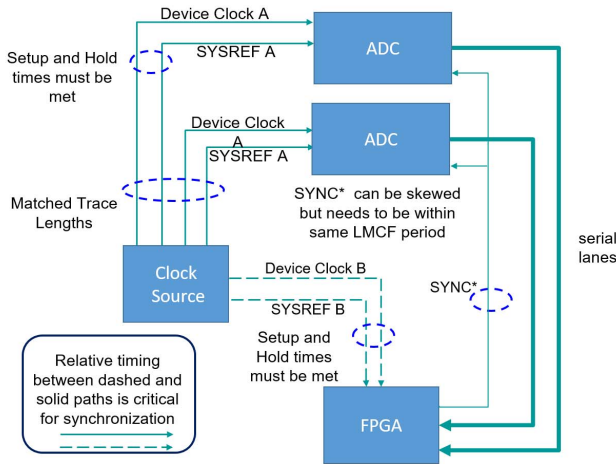 Device Clock A
SYSREF A
ADC
Setup and Hold
times must be
met
Device Clock
A
SYSREF A
ADC
Matched Trace
Lengths
SYNC* can be skewed
but needs to be within
same LMCF period
serial
lanes
Clock
Source
Device Clock B
SYSREF B
SYNC*
Setup and
Hold times
must be met
Relative timing
between dashed and
solid paths is critical
for synchronization
FPGA